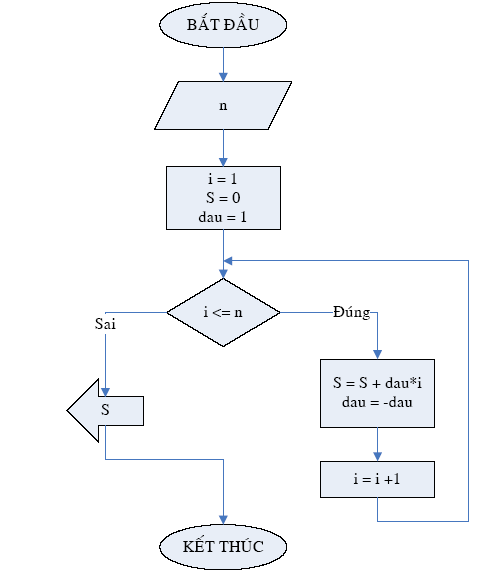 BẮT ĐẦU
n
i = 1
S = 0
dau = 1
i <= n
Sai
Đúng
S = S + dau*i
dau = -dau
S
i = i +1
KẾT THÚC